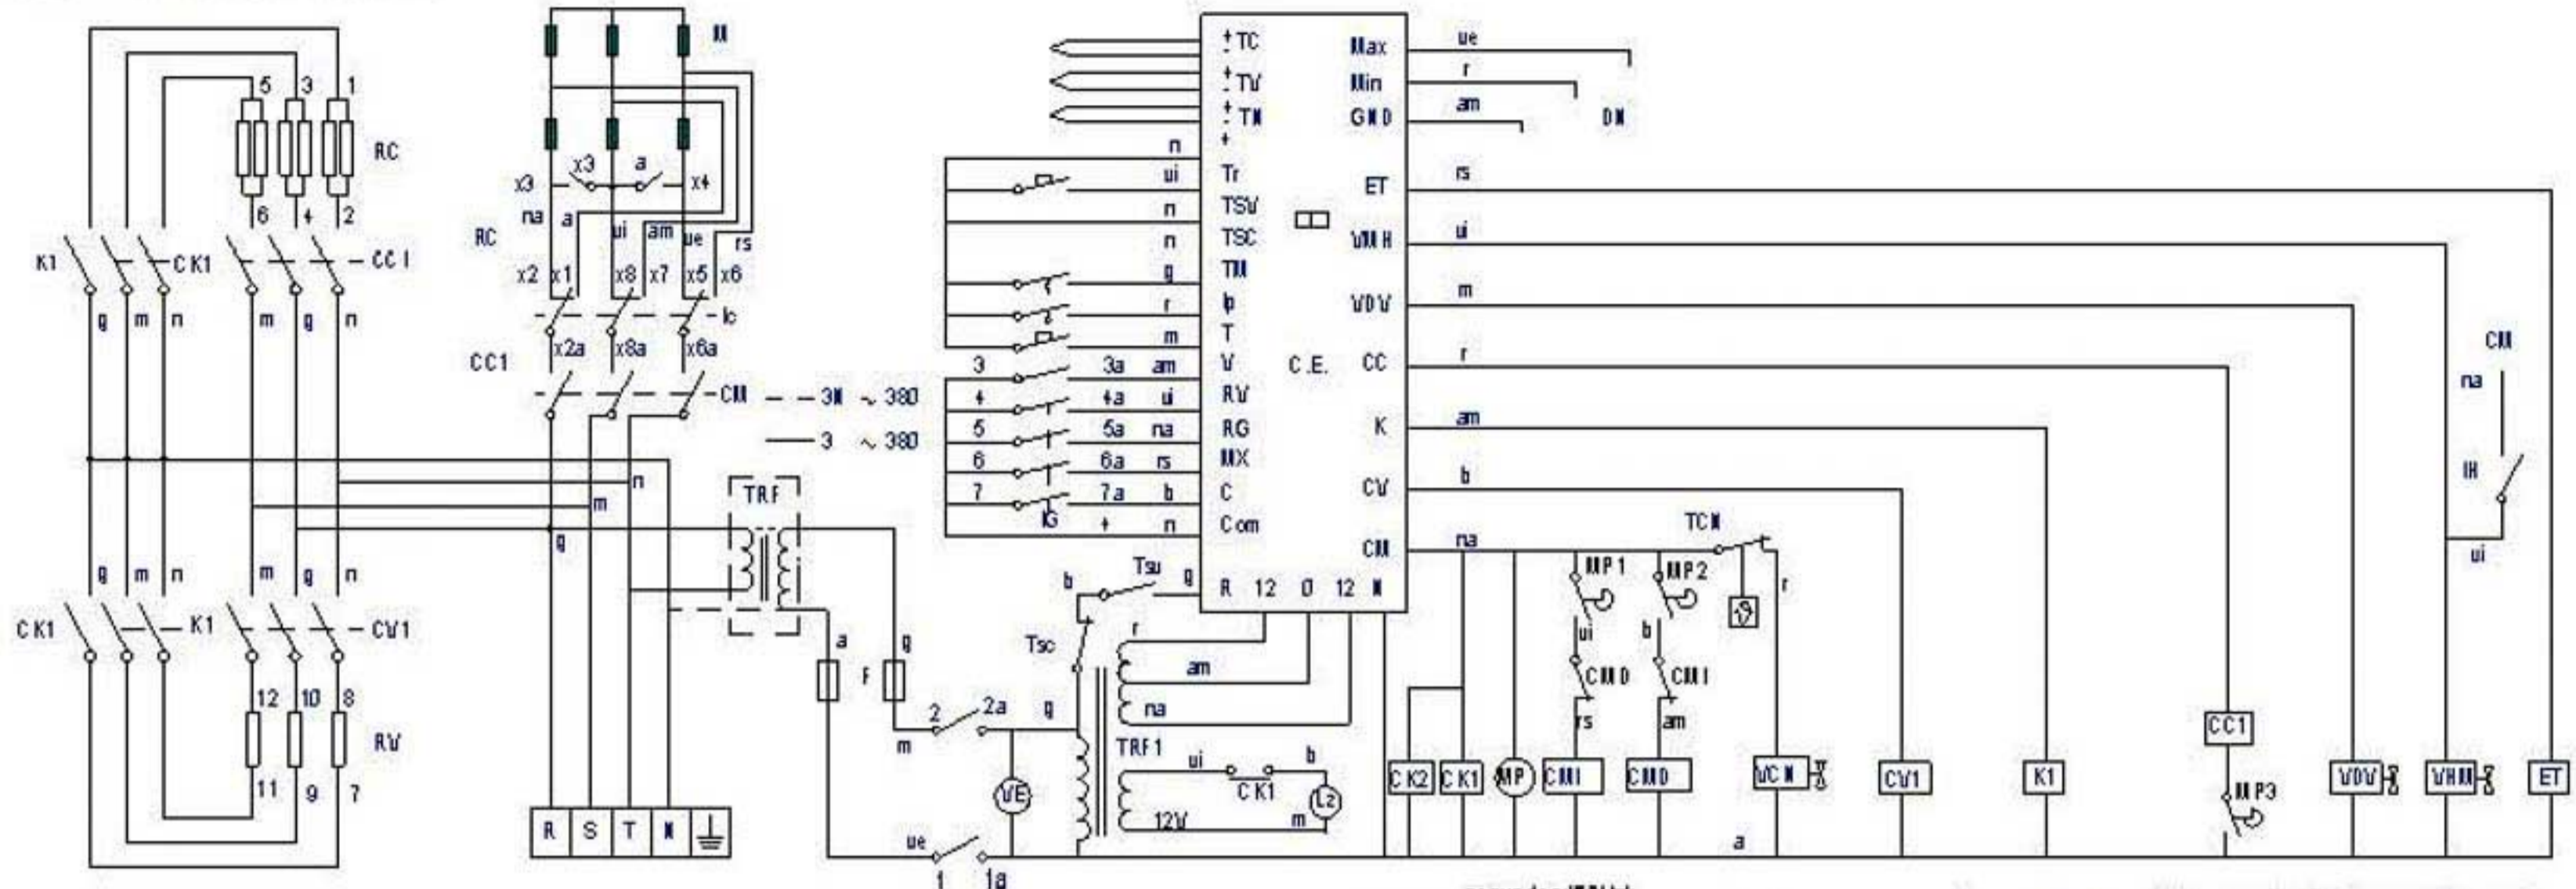 5 3 1
RC
6 4 2
K1 CK1 CC1
g m n m g n
g m n m g n
CK1 K1 CV1
12 10 8
RV
11 9 7
M
x3 x3 a x4
na a ui am ue rs
RC
x2 x1 x8 x7 x5 x6
Ic
CC1
x2a x8a x6a
CM
3N ~ 380
3 ~ 380
n
m
g
TRF
R S T N
a g
F
2 2a g
m
VE
ue
1 1a
b Tsu g
Tsc
r
am
na
TRF1
ui b
CK1
Lz
12V m
± TC
± TV
± TN
+
n
ui Tr
n TSV
n TSC
g TM
r Ip
m T
3 3a am V
4 4a ui RV
5 5a na RG
6 6a rs MX
7 7a b C
IG + n Com
C.E.
R 12 0 12 N
Max ue
Min r
GND am
DN
ET rs
VMH ui
VDV m
CC r
K am
CV b
CM na
TCN
MP1 MP2
r
ui b
CMD CMI
rs am
CM
na
IH
ui
CC1
CK2 CK1 MP CMI CMD VCN CV1 K1 VDV VHM ET
MP3
a